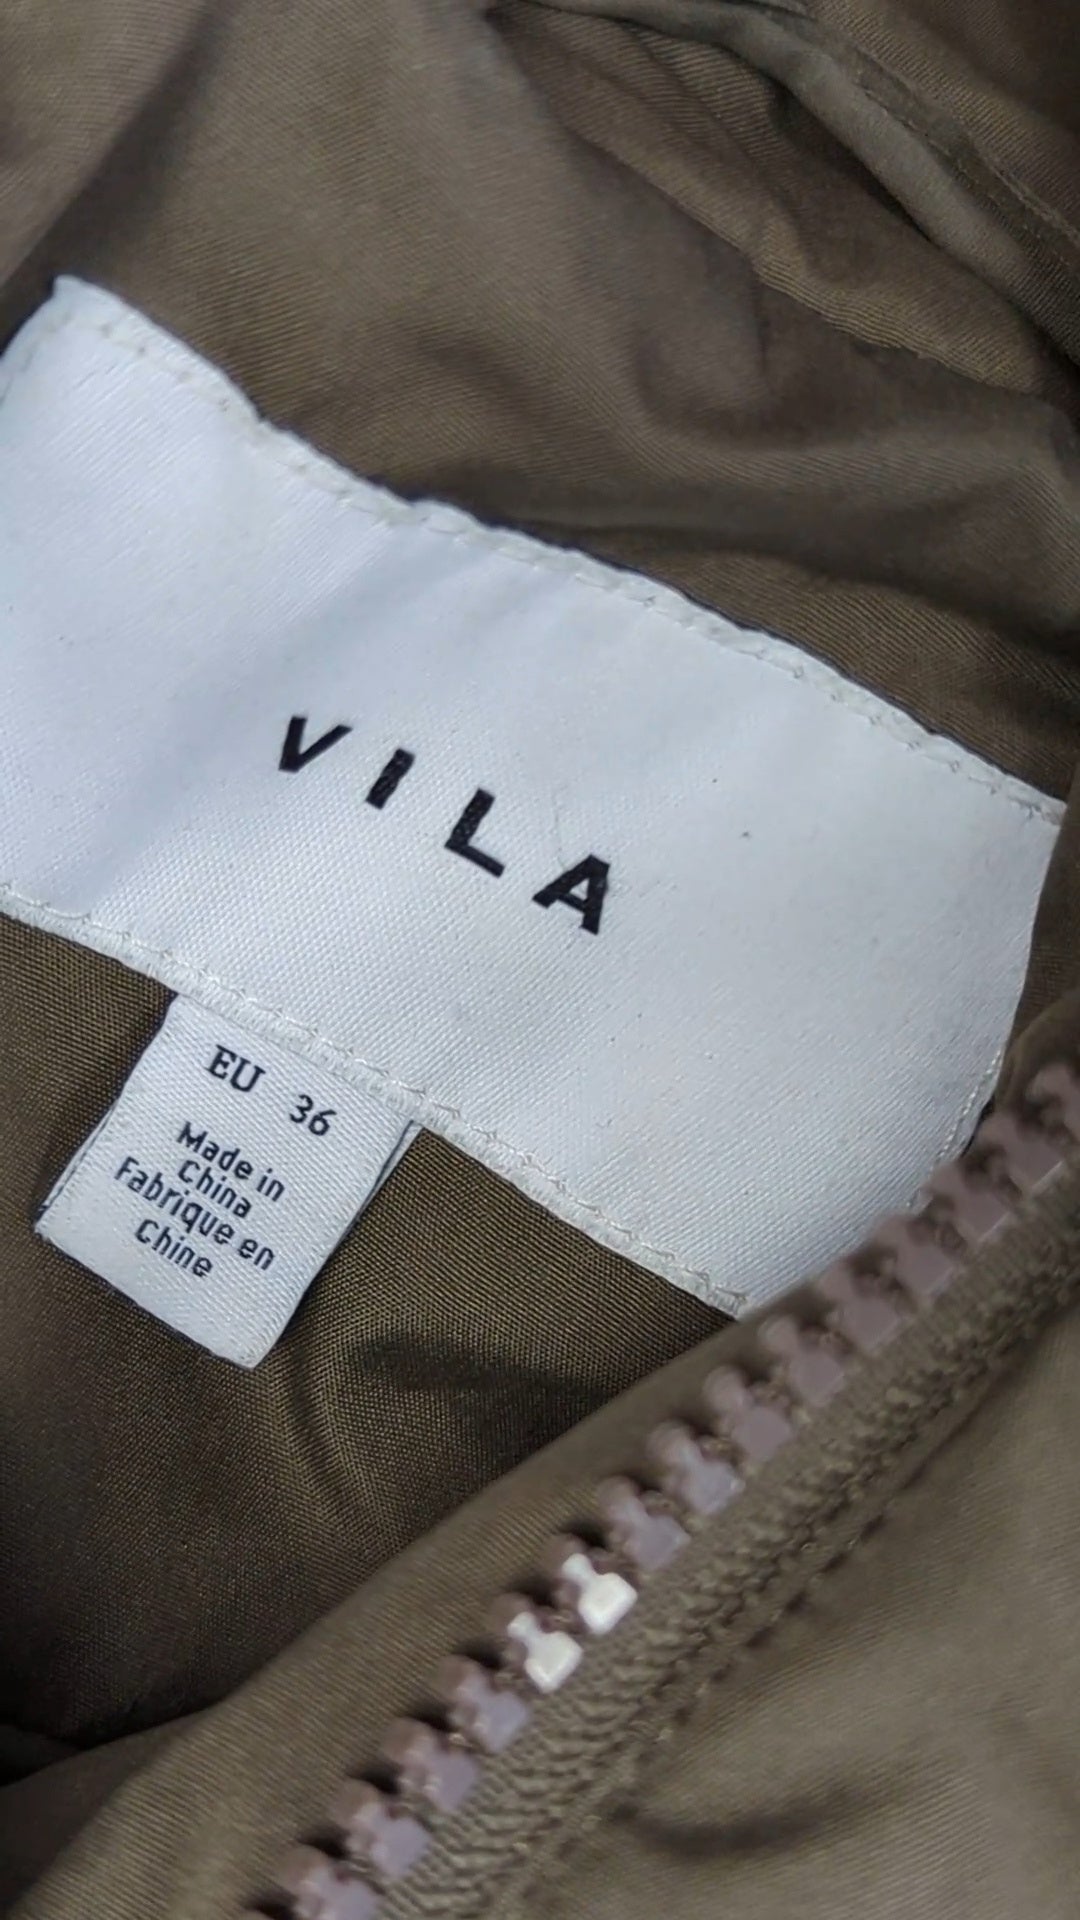 VILA
EU 36
Made in
China
Fabrique en
Chine